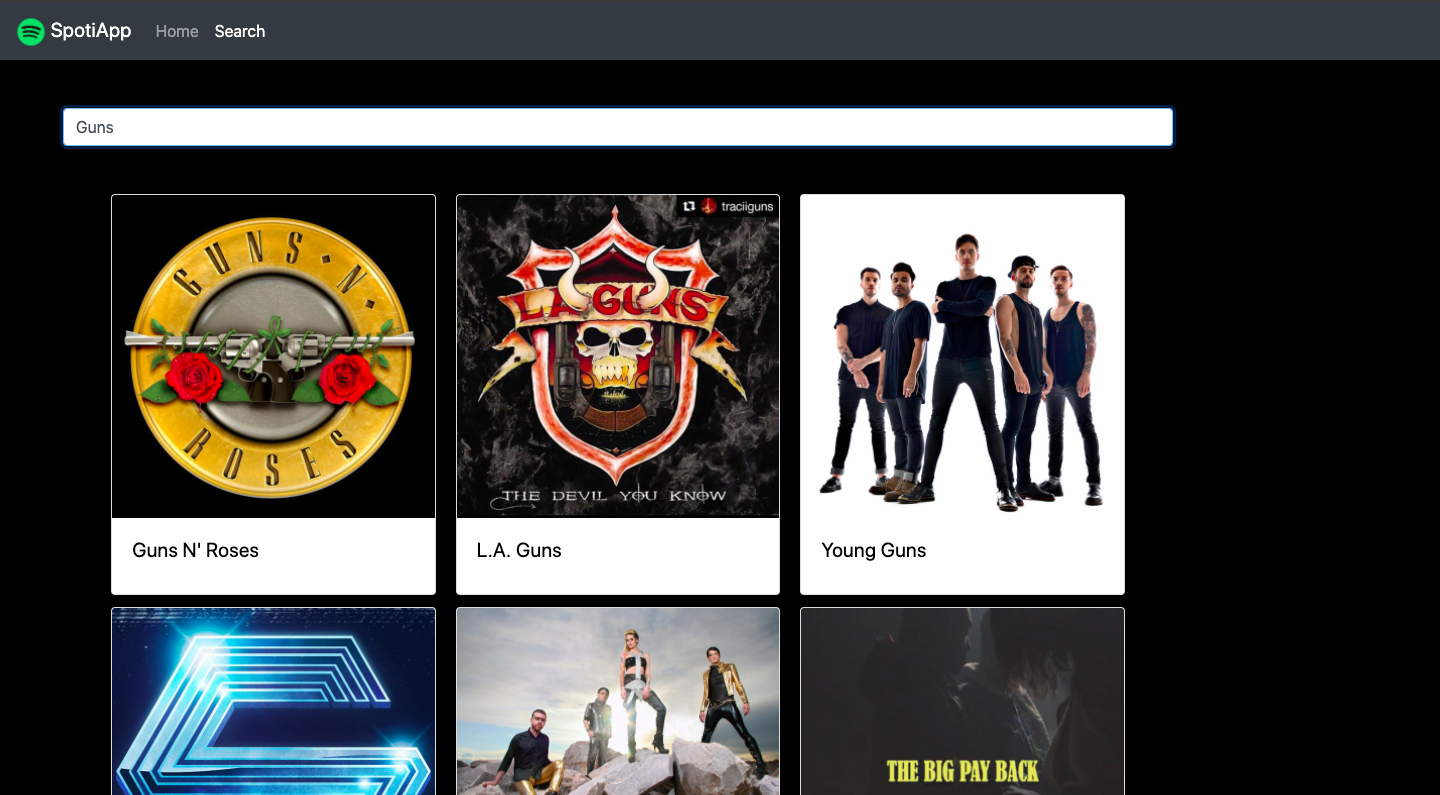 SpotiApp Home Search
Guns
GUNS · N ·
ROSES
traciiguns
L.A. GUNS
THE DEVIL YOU KNOW
Guns N' Roses
L.A. Guns
Young Guns
THE BIG PAY BACK